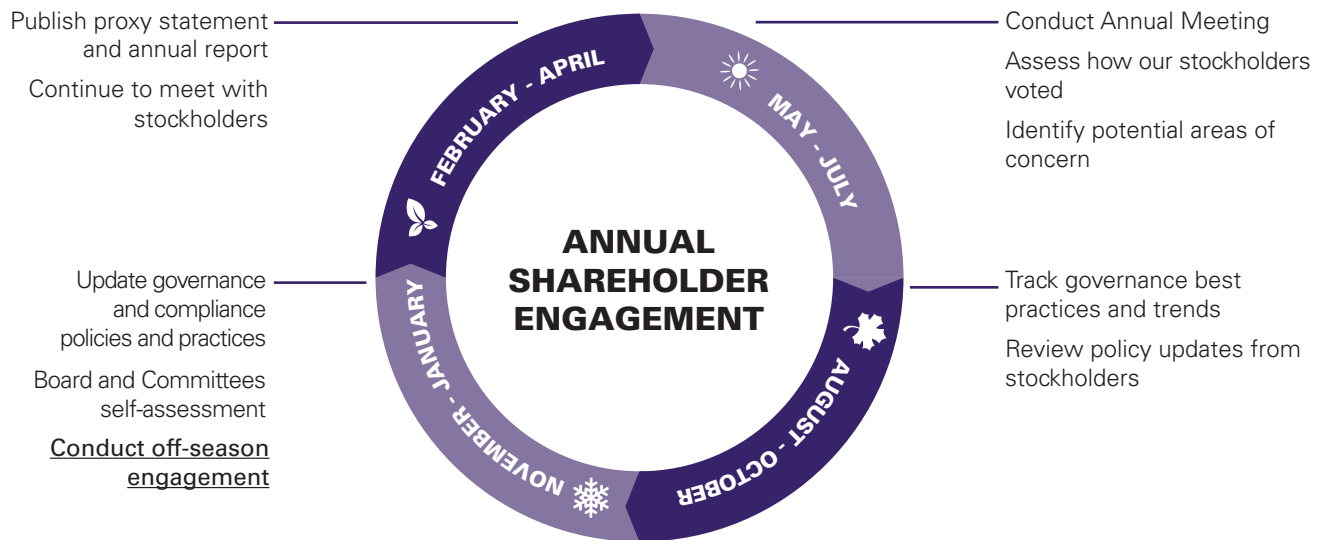 Publish proxy statement
and annual report
Continue to meet with
stockholders
FEBRUARY - APRIL
Conduct Annual Meeting
Assess how our stockholders
voted
Identify potential areas of
concern
MAY - JULY
ANNUAL
SHAREHOLDER
ENGAGEMENT
Track governance best
practices and trends
Review policy updates from
stockholders
AUGUST - OCTOBER
Update governance
and compliance
policies and practices
Board and Committees
self-assessment
Conduct off-season
engagement
NOVEMBER - JANUARY